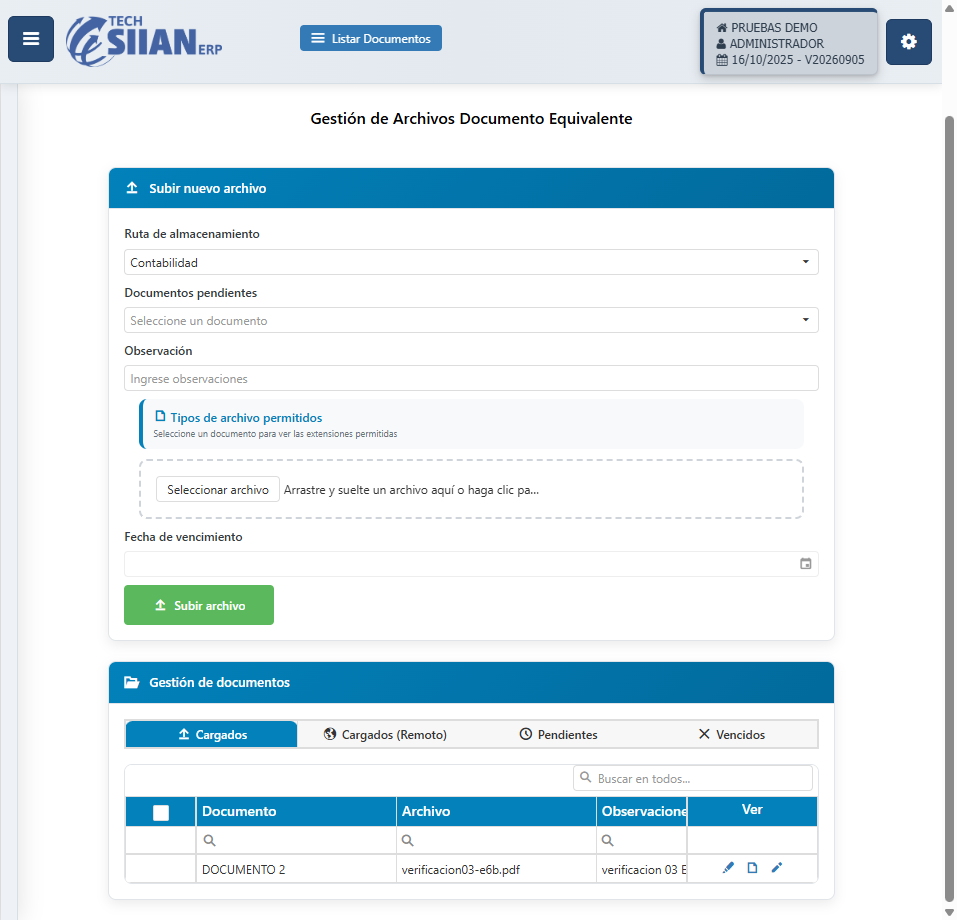 TECH
SIIAN ERP
Listar Documentos
PRUEBAS DEMO
ADMINISTRADOR
16/10/2025 - V20260905
Gestión de Archivos Documento Equivalente
Subir nuevo archivo
Ruta de almacenamiento
Contabilidad
Documentos pendientes
Seleccione un documento
Observación
Ingrese observaciones
Tipos de archivo permitidos
Seleccione un documento para ver las extensiones permitidas
Seleccionar archivo Arrastre y suelte un archivo aquí o haga clic pa...
Fecha de vencimiento
Subir archivo
Gestión de documentos
Cargados Cargados (Remoto) Pendientes Vencidos
Buscar en todos...
Documento Archivo Observacione Ver
DOCUMENTO 2 verificacion03-e6b.pdf verificacion 03 E